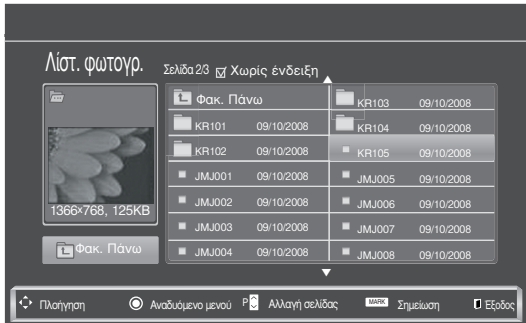 Λίστ. φωτογρ.
Σελίδα 2/3 Χωρίς ένδειξη
Φακ. Πάνω
KR103 09/10/2008
KR101 09/10/2008
KR104 09/10/2008
KR102 09/10/2008
KR105 09/10/2008
JMJ001 09/10/2008
JMJ005 09/10/2008
JMJ002 09/10/2008
JMJ006 09/10/2008
JMJ003 09/10/2008
JMJ007 09/10/2008
JMJ004 09/10/2008
JMJ008 09/10/2008
1366×768, 125KB
Φακ. Πάνω
Πλοήγηση Αναδυόμενο μενού P Αλλαγή σελίδας MARK Σημείωση Εξοδος